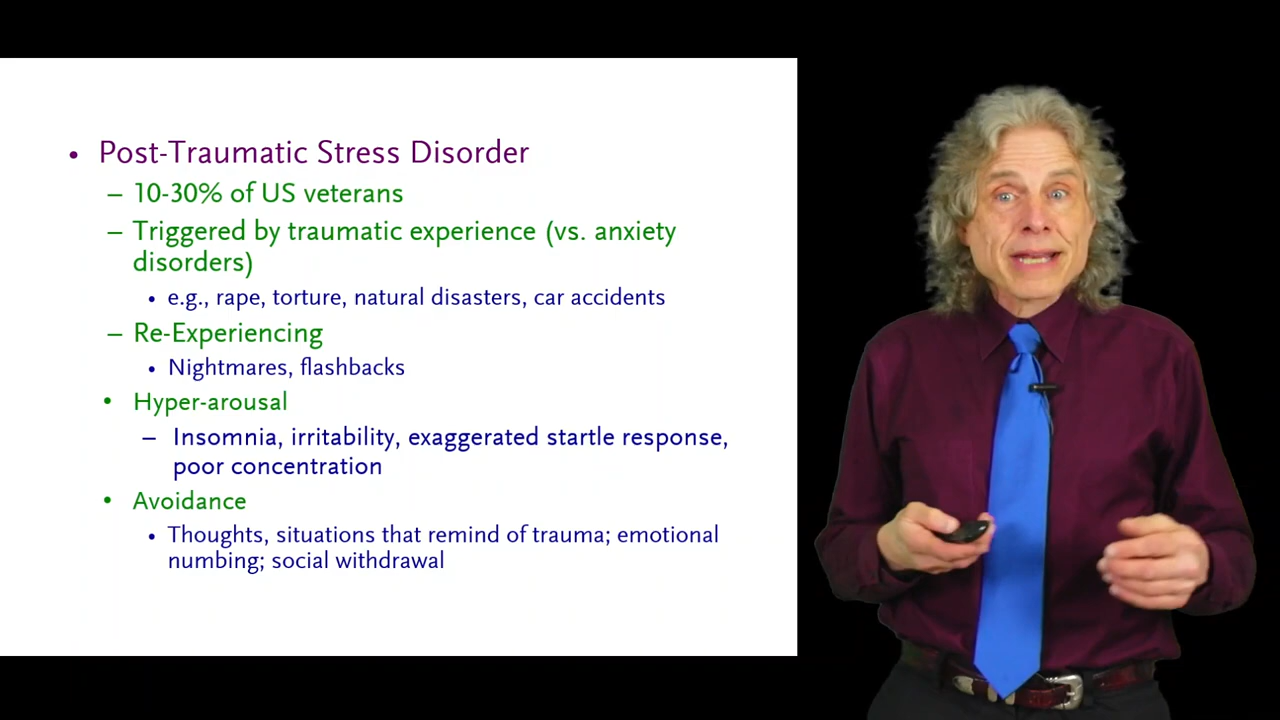 • Post-Traumatic Stress Disorder
– 10-30% of US veterans
– Triggered by traumatic experience (vs. anxiety
disorders)
• e.g., rape, torture, natural disasters, car accidents
– Re-Experiencing
• Nightmares, flashbacks
• Hyper-arousal
– Insomnia, irritability, exaggerated startle response,
poor concentration
• Avoidance
• Thoughts, situations that remind of trauma; emotional
numbing; social withdrawal